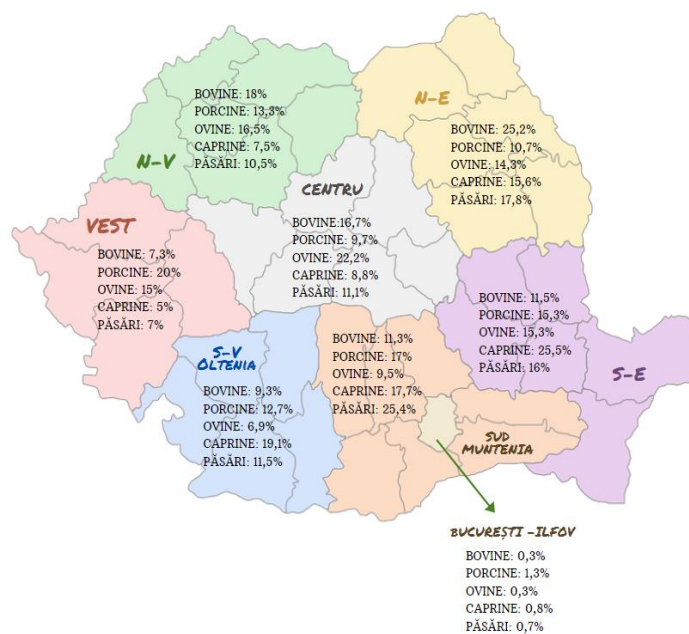 N-V
BOVINE: 18%
PORCINE: 13,3%
OVINE: 16,5%
CAPRINE: 7,5%
PĂSĂRI: 10,5%
N-E
BOVINE: 25,2%
PORCINE: 10,7%
OVINE: 14,3%
CAPRINE: 15,6%
PĂSĂRI: 17,8%
CENTRU
BOVINE:16,7%
PORCINE: 9,7%
OVINE: 22,2%
CAPRINE: 8,8%
PĂSĂRI: 11,1%
VEST
BOVINE: 7,3%
PORCINE: 20%
OVINE: 15%
CAPRINE: 5%
PĂSĂRI: 7%
S-E
BOVINE: 11,5%
PORCINE: 15,3%
OVINE: 15,3%
CAPRINE: 25,5%
PĂSĂRI: 16%
S-V
OLTENIA
BOVINE: 9,3%
PORCINE: 12,7%
OVINE: 6,9%
CAPRINE: 19,1%
PĂSĂRI: 11,5%
BOVINE: 11,3%
PORCINE: 17%
OVINE: 9,5%
CAPRINE: 17,7%
PĂSĂRI: 25,4%
SUD
MUNTENIA
BUCUREȘTI -ILFOV
BOVINE: 0,3%
PORCINE: 1,3%
OVINE: 0,3%
CAPRINE: 0,8%
PĂSĂRI: 0,7%